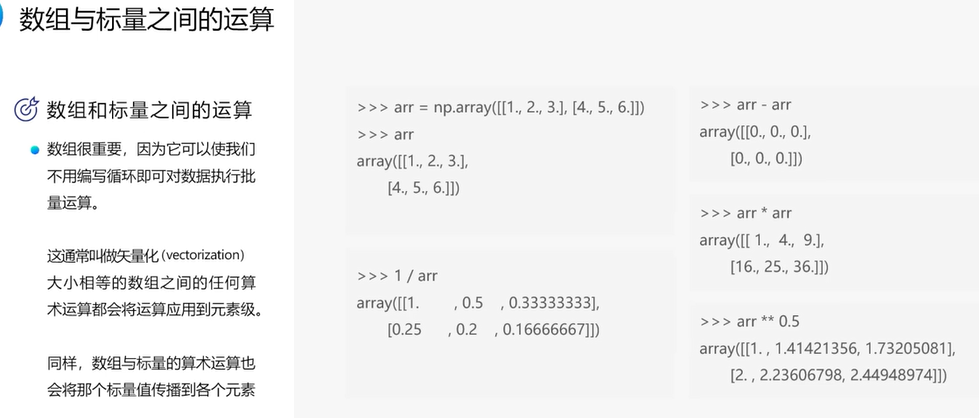 数组与标量之间的运算
数组和标量之间的运算
数组很重要，因为它可以使我们
不用编写循环即可对数据执行批
量运算。
这通常叫做矢量化(vectorization)
大小相等的数组之间的任何算
术运算都会将运算应用到元素级。
同样，数组与标量的算术运算也
会将那个标量值传播到各个元素
>>> arr = np.array([[1., 2., 3.], [4., 5., 6.]])
>>> arr
array([[1., 2., 3.],
[4., 5., 6.]])
>>> 1 / arr
array([[1. , 0.5 , 0.33333333],
[0.25 , 0.2 , 0.16666667]])
>>> arr - arr
array([[0., 0., 0.],
[0., 0., 0.]])
>>> arr * arr
array([[ 1., 4., 9.],
[16., 25., 36.]])
>>> arr ** 0.5
array([[1. , 1.41421356, 1.73205081],
[2. , 2.23606798, 2.44948974]])